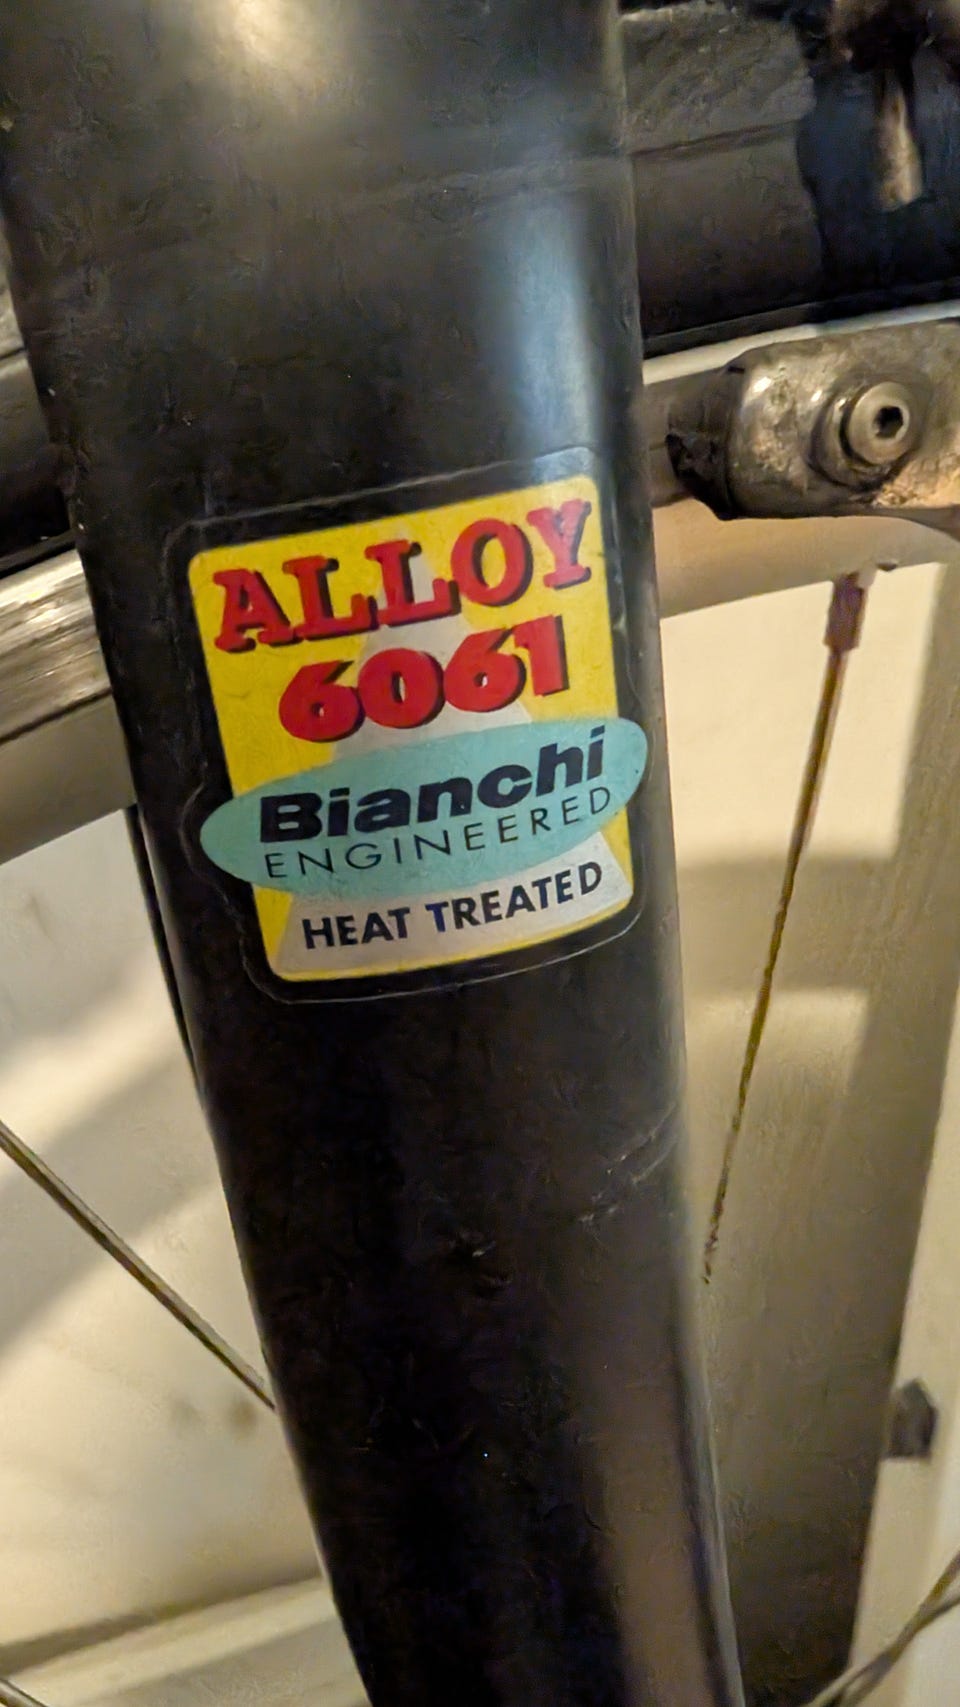 ALLOY
6061
Bianchi
ENGINEERED
HEAT TREATED